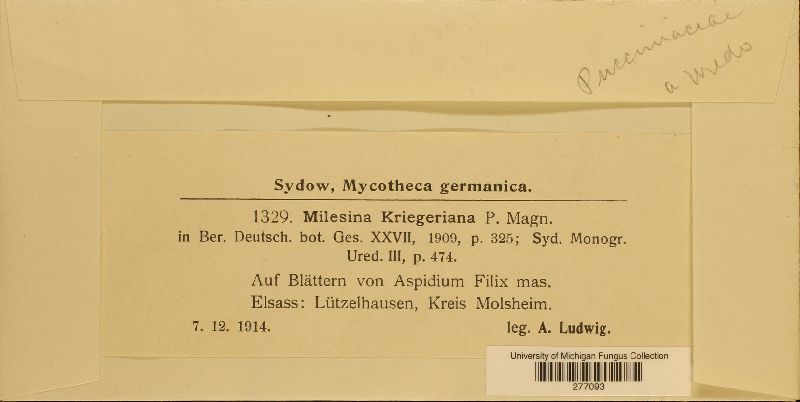 Pucciniaceae
a Uredo
Sydow, Mycotheca germanica.
1329. Milesina Kriegeriana P. Magn.
in Ber. Deutsch. bot. Ges. XXVII, 1909, p. 325; Syd. Monogr.
Ured. III, p. 474.
Auf Blättern von Aspidium Filix mas.
Elsass: Lützelhausen, Kreis Molsheim.
7. 12. 1914. leg. A. Ludwig.
University of Michigan Fungus Collection
277093